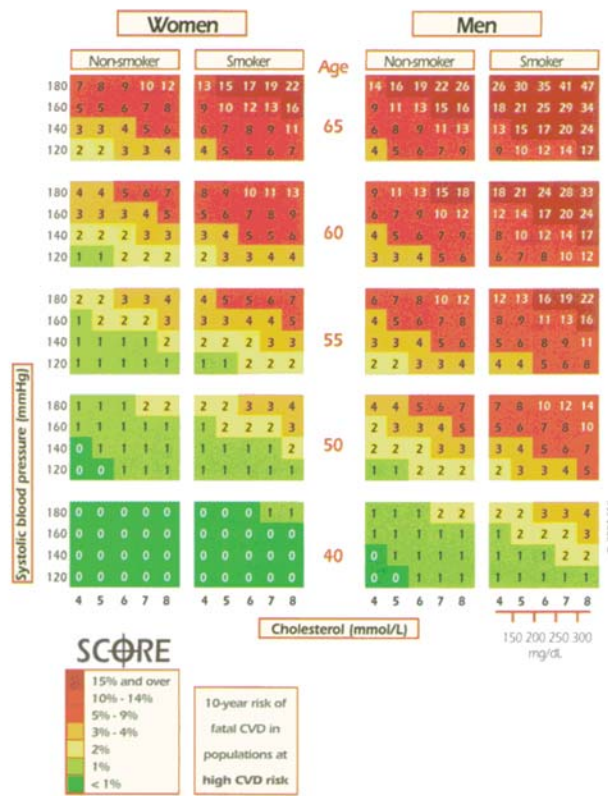 Women
Men
Non-smoker
Smoker
Age
Non-smoker
Smoker
180 7 8 9 10 12 13 15 17 19 22 14 16 19 22 26 26 30 35 41 47
160 5 5 6 7 8 9 10 12 13 16 9 11 13 15 16 18 21 25 29 34
140 3 3 4 5 6 6 7 8 9 11 65 6 8 9 11 13 13 15 17 20 24
120 2 2 3 3 4 4 5 5 6 7 4 5 6 7 9 9 10 12 14 17
180 4 4 5 6 7 8 9 10 11 13 9 11 13 15 18 18 21 24 28 33
160 3 3 3 4 5 5 6 7 8 9 6 7 9 10 12 12 14 17 20 24
140 2 2 2 3 3 3 4 5 5 6 60 4 5 6 7 9 8 10 12 14 17
120 1 1 2 2 2 2 3 3 4 4 3 3 4 5 6 6 7 8 10 12
180 2 2 3 3 4 4 5 5 6 7 6 7 8 10 12 12 13 16 19 22
160 1 2 2 2 3 3 3 4 4 5 4 5 6 7 8 8 9 11 13 16
140 1 1 1 1 2 2 2 2 3 3 55 3 3 4 5 6 5 6 8 9 11
120 1 1 1 1 1 1 1 2 2 2 2 2 3 3 4 4 4 5 6 8
180 1 1 1 2 2 2 2 3 3 4 4 4 5 6 7 7 8 10 12 14
160 1 1 1 1 1 1 2 2 2 3 2 3 3 4 5 5 6 7 8 10
140 0 1 1 1 1 1 1 1 1 2 50 2 2 2 3 3 3 4 5 6 7
120 0 0 1 1 1 1 1 1 1 1 1 1 2 2 2 2 3 3 4 5
180 0 0 0 0 0 0 0 0 1 1 1 1 1 2 2 2 2 3 3 4
160 0 0 0 0 0 0 0 0 0 0 1 1 1 1 1 1 2 2 2 3
140 0 0 0 0 0 0 0 0 0 0 40 0 1 1 1 1 1 1 1 2 2
120 0 0 0 0 0 0 0 0 0 0 0 0 1 1 1 1 1 1 1 1
4 5 6 7 8 4 5 6 7 8 4 5 6 7 8 4 5 6 7 8
Systolic blood pressure (mmHg)
Cholesterol (mmol/L)
150 200 250 300
mg/dL
SCORE
15% and over
10% - 14%
5% - 9%
3% - 4%
2%
1%
< 1%
10-year risk of
fatal CVD in
populations at
high CVD risk